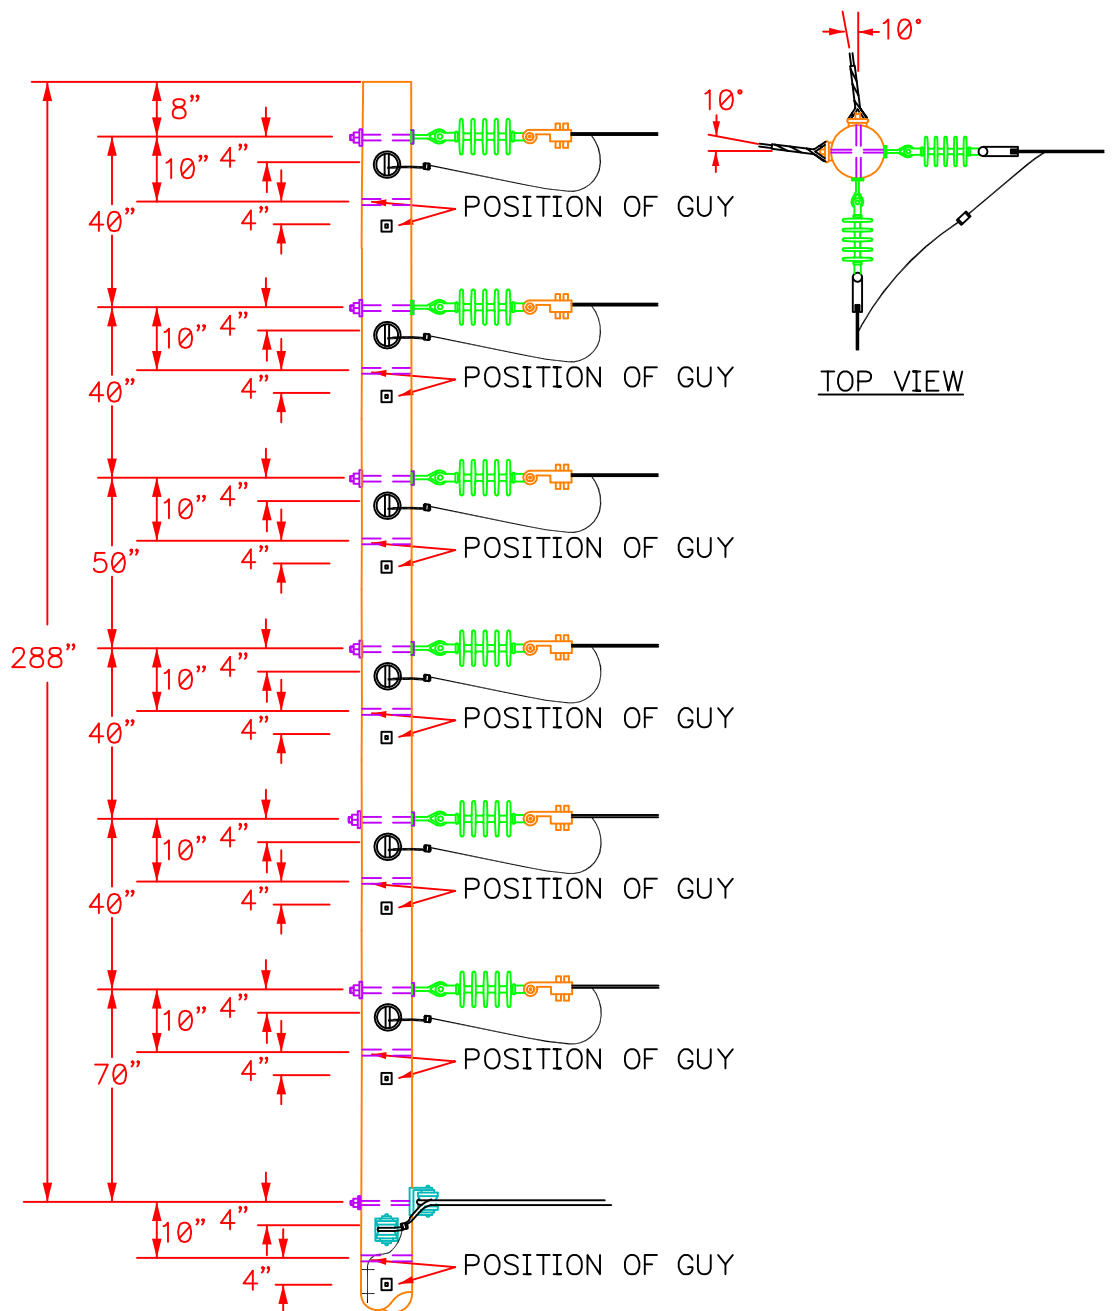 10°
8"
10°
10" 4"
40" 4" POSITION OF GUY
10" 4"
40" 4" POSITION OF GUY
TOP VIEW
10" 4"
50" 4" POSITION OF GUY
288"
10" 4"
40" 4" POSITION OF GUY
10" 4"
40" 4" POSITION OF GUY
10" 4"
70" 4" POSITION OF GUY
10" 4"
4" POSITION OF GUY